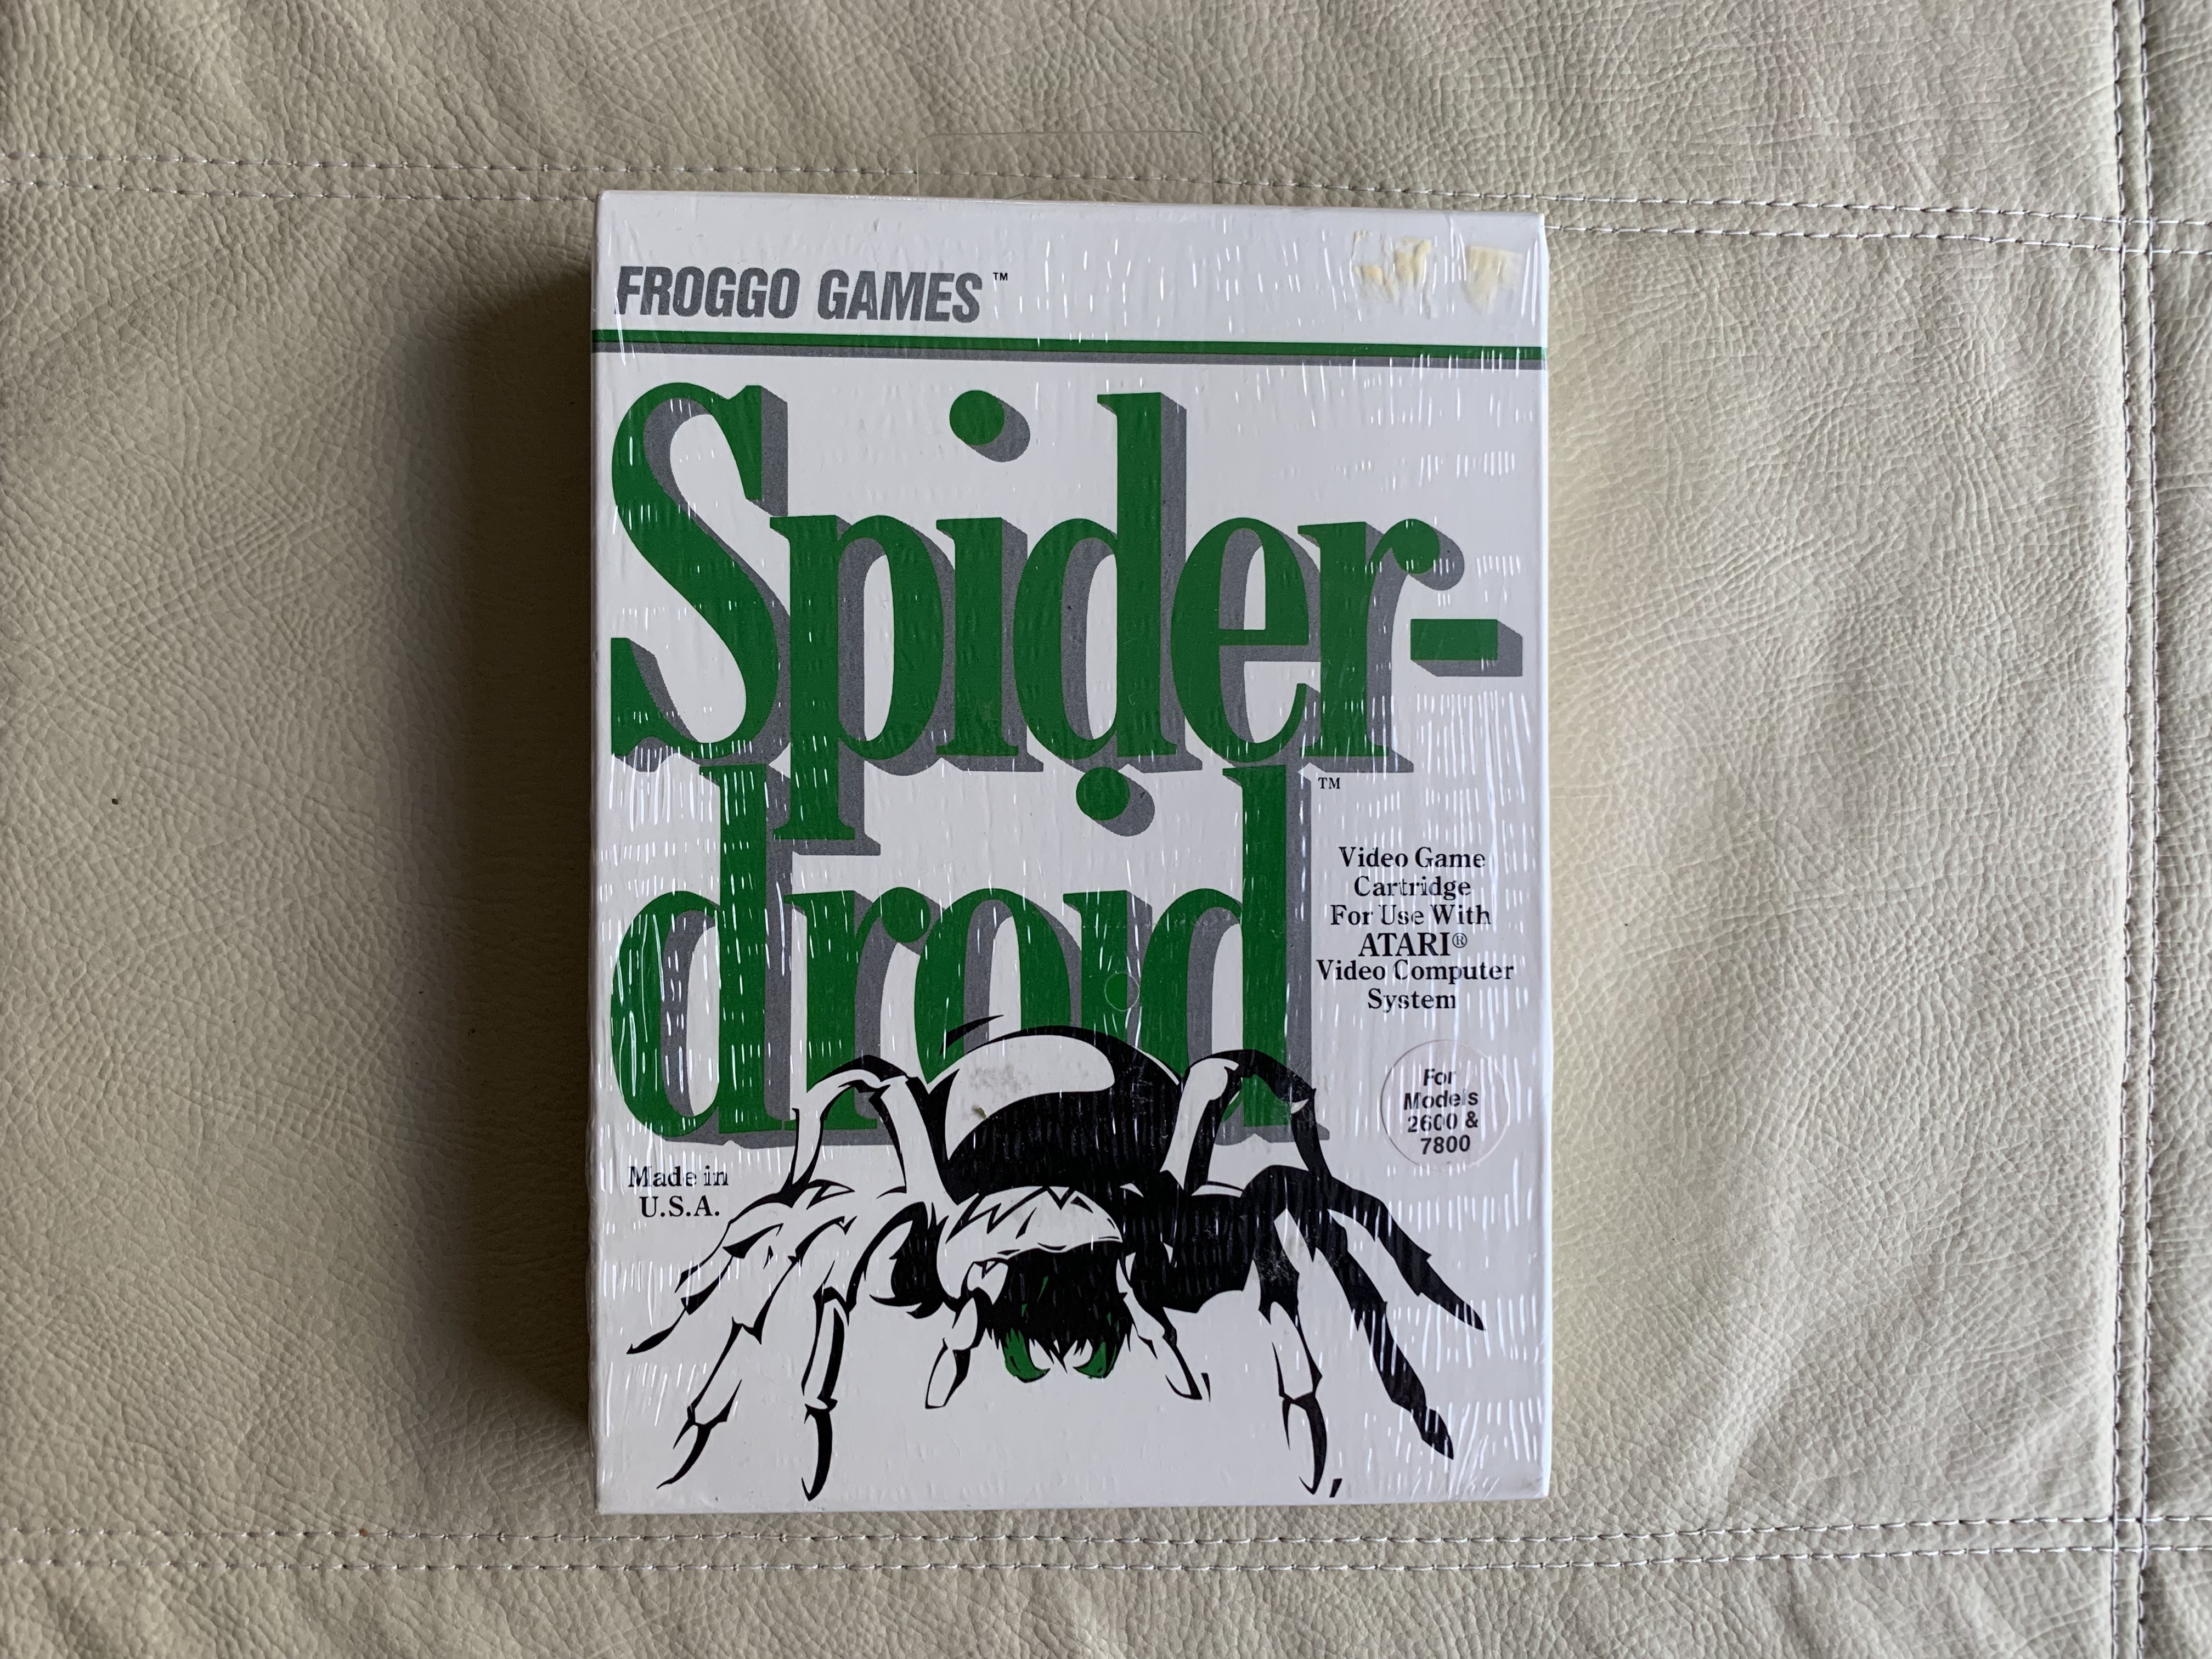 FROGGO GAMES™
Spider-
droid™
Video Game
Cartridge
For Use With
ATARI®
Video Computer
System
For
Models
2600 &
7800
Made in
U.S.A.